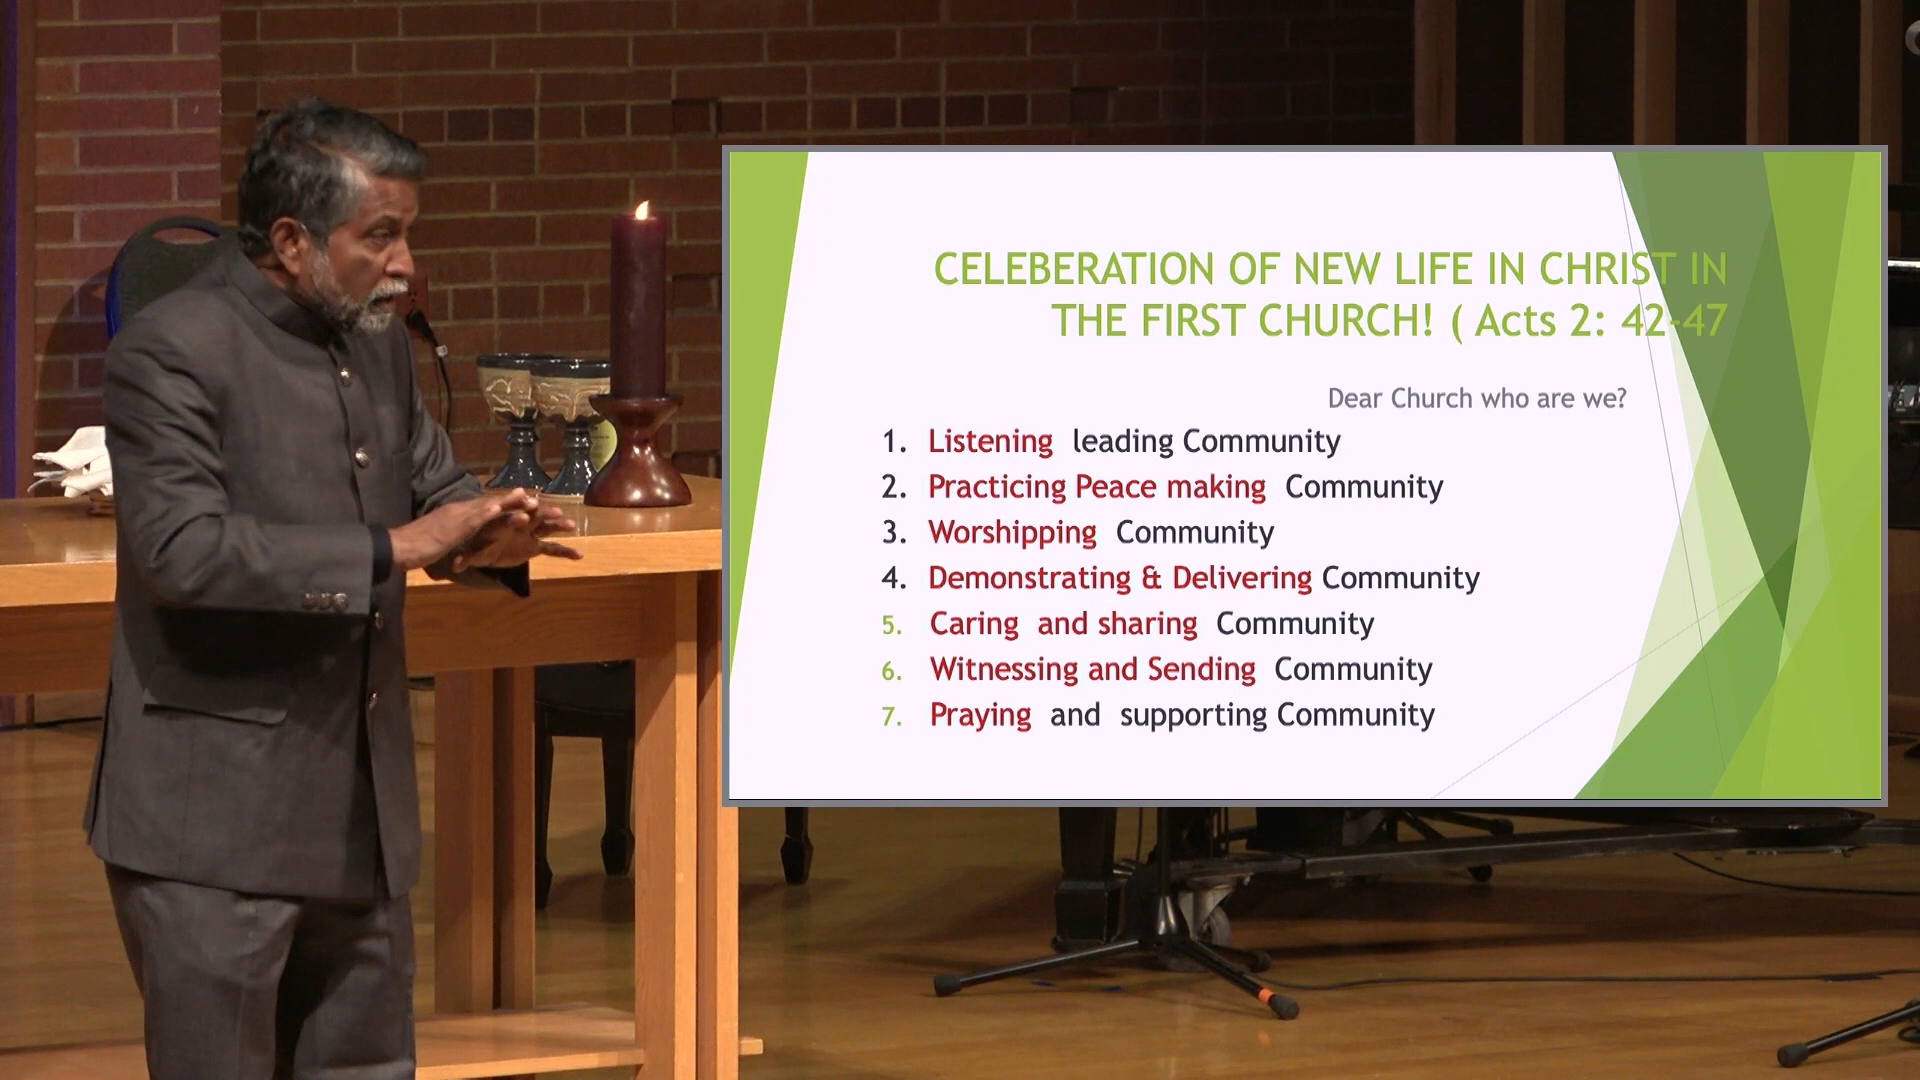 CELEBERATION OF NEW LIFE IN CHRIST IN
THE FIRST CHURCH! ( Acts 2: 42-47
Dear Church who are we?
1. Listening leading Community
2. Practicing Peace making Community
3. Worshipping Community
4. Demonstrating & Delivering Community
5. Caring and sharing Community
6. Witnessing and Sending Community
7. Praying and supporting Community